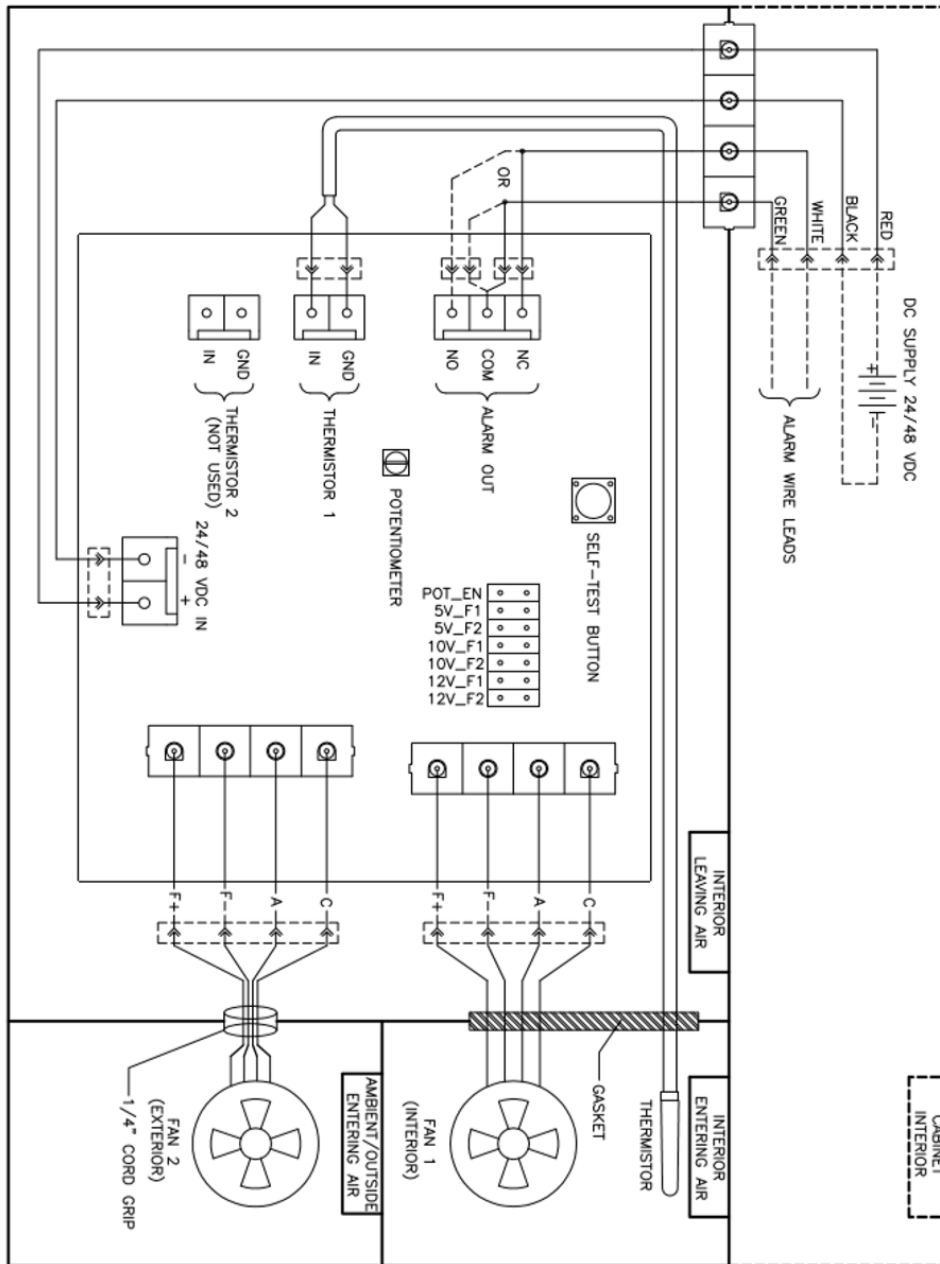 DC SUPPLY 24/48 VDC
+
-
RED
BLACK
WHITE
GREEN
ALARM WIRE LEADS
OR
NC
COM
NO
ALARM OUT
GND
IN
THERMISTOR 1
GND
IN
THERMISTOR 2
(NOT USED)
POTENTIOMETER
SELF-TEST BUTTON
24/48 VDC IN
-
+
POT_EN
5V_F1
5V_F2
10V_F1
10V_F2
12V_F1
12V_F2
F+
F-
A
C
F+
F-
A
C
INTERIOR
LEAVING AIR
INTERIOR
ENTERING AIR
AMBIENT/OUTSIDE
ENTERING AIR
GASKET
THERMISTOR
FAN 1
(INTERIOR)
FAN 2
(EXTERIOR)
1/4" CORD GRIP
CABINET
INTERIOR